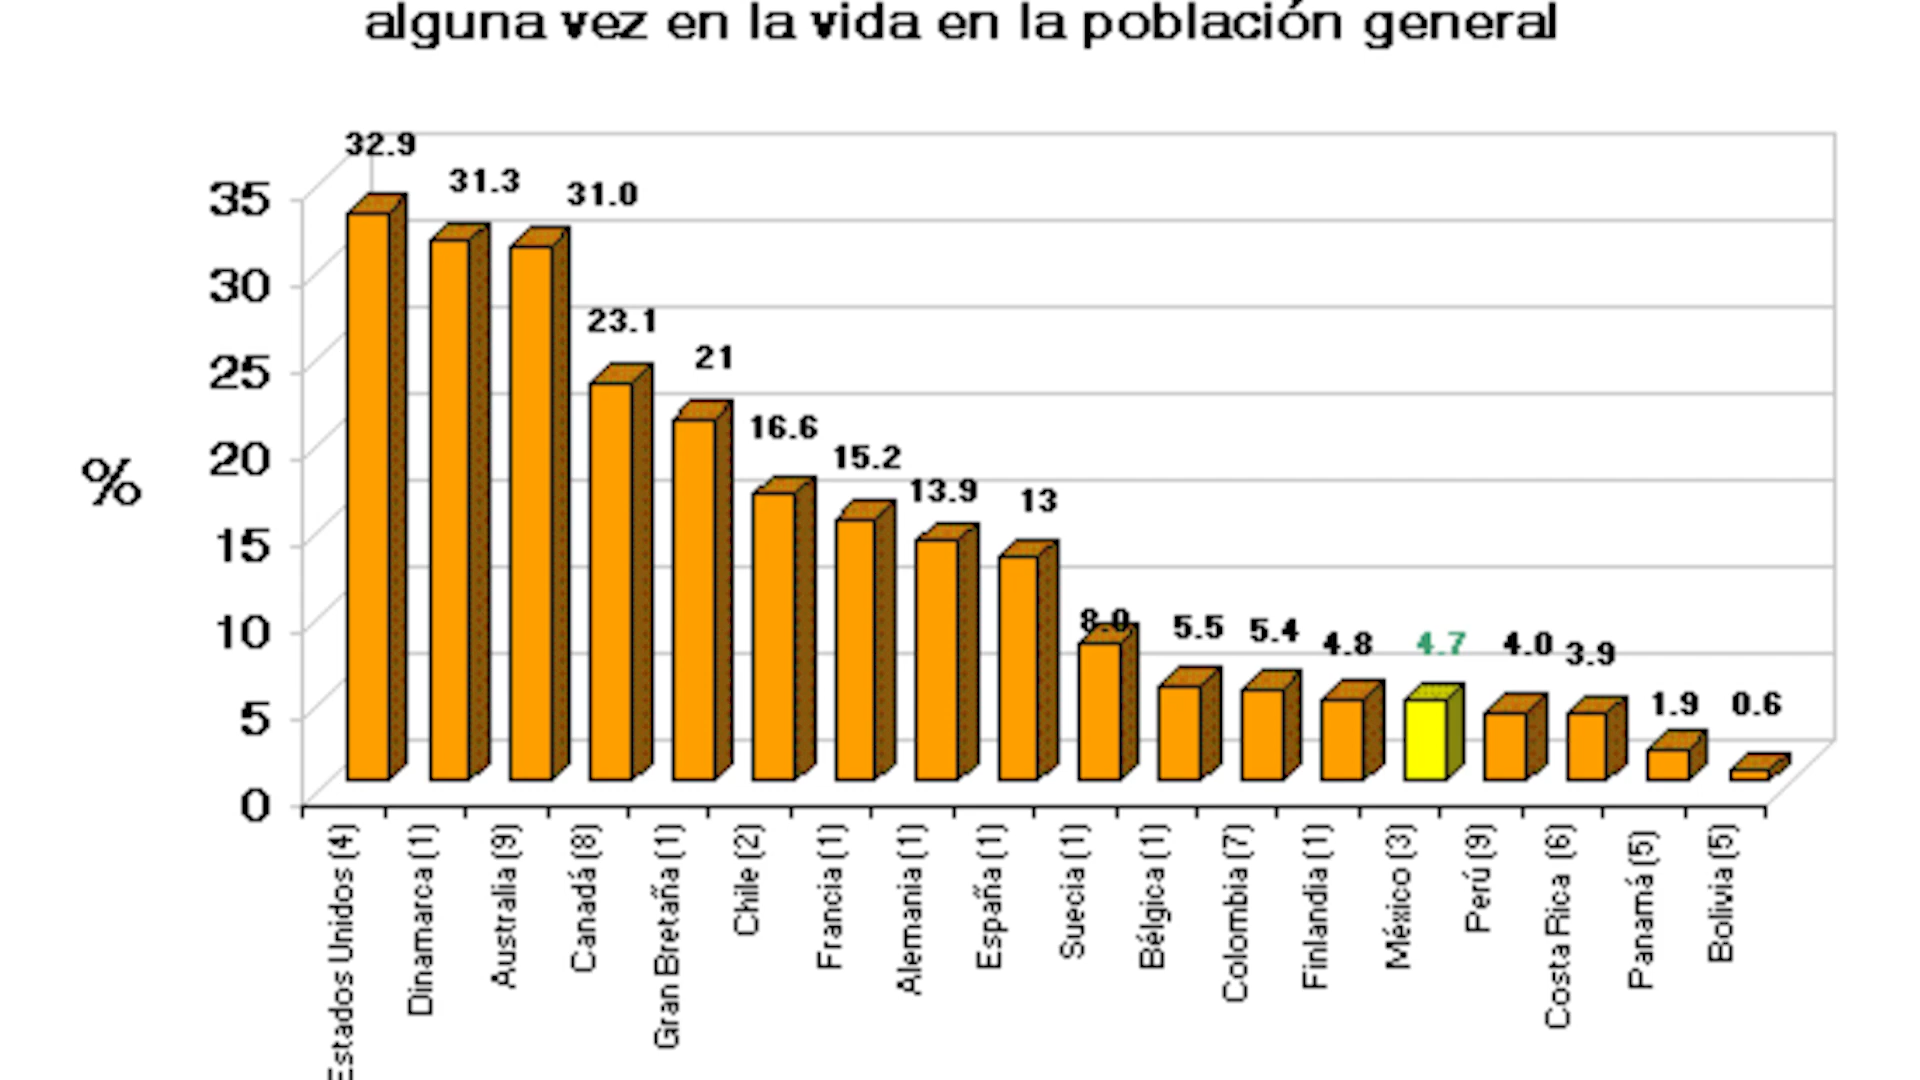 alguna vez en la vida en la población general
%
35
30
25
20
15
10
5
0
32.9
31.3
31.0
23.1
21
16.6
15.2
13.9
13
8.0
5.5
5.4
4.8
4.7
4.0
3.9
1.9
0.6
Estados Unidos (4)
Dinamarca (1)
Australia (9)
Canadá (8)
Gran Bretaña (1)
Chile (2)
Francia (1)
Alemania (1)
España (1)
Suecia (1)
Bélgica (1)
Colombia (7)
Finlandia (1)
México (3)
Perú (9)
Costa Rica (6)
Panamá (5)
Bolivia (5)